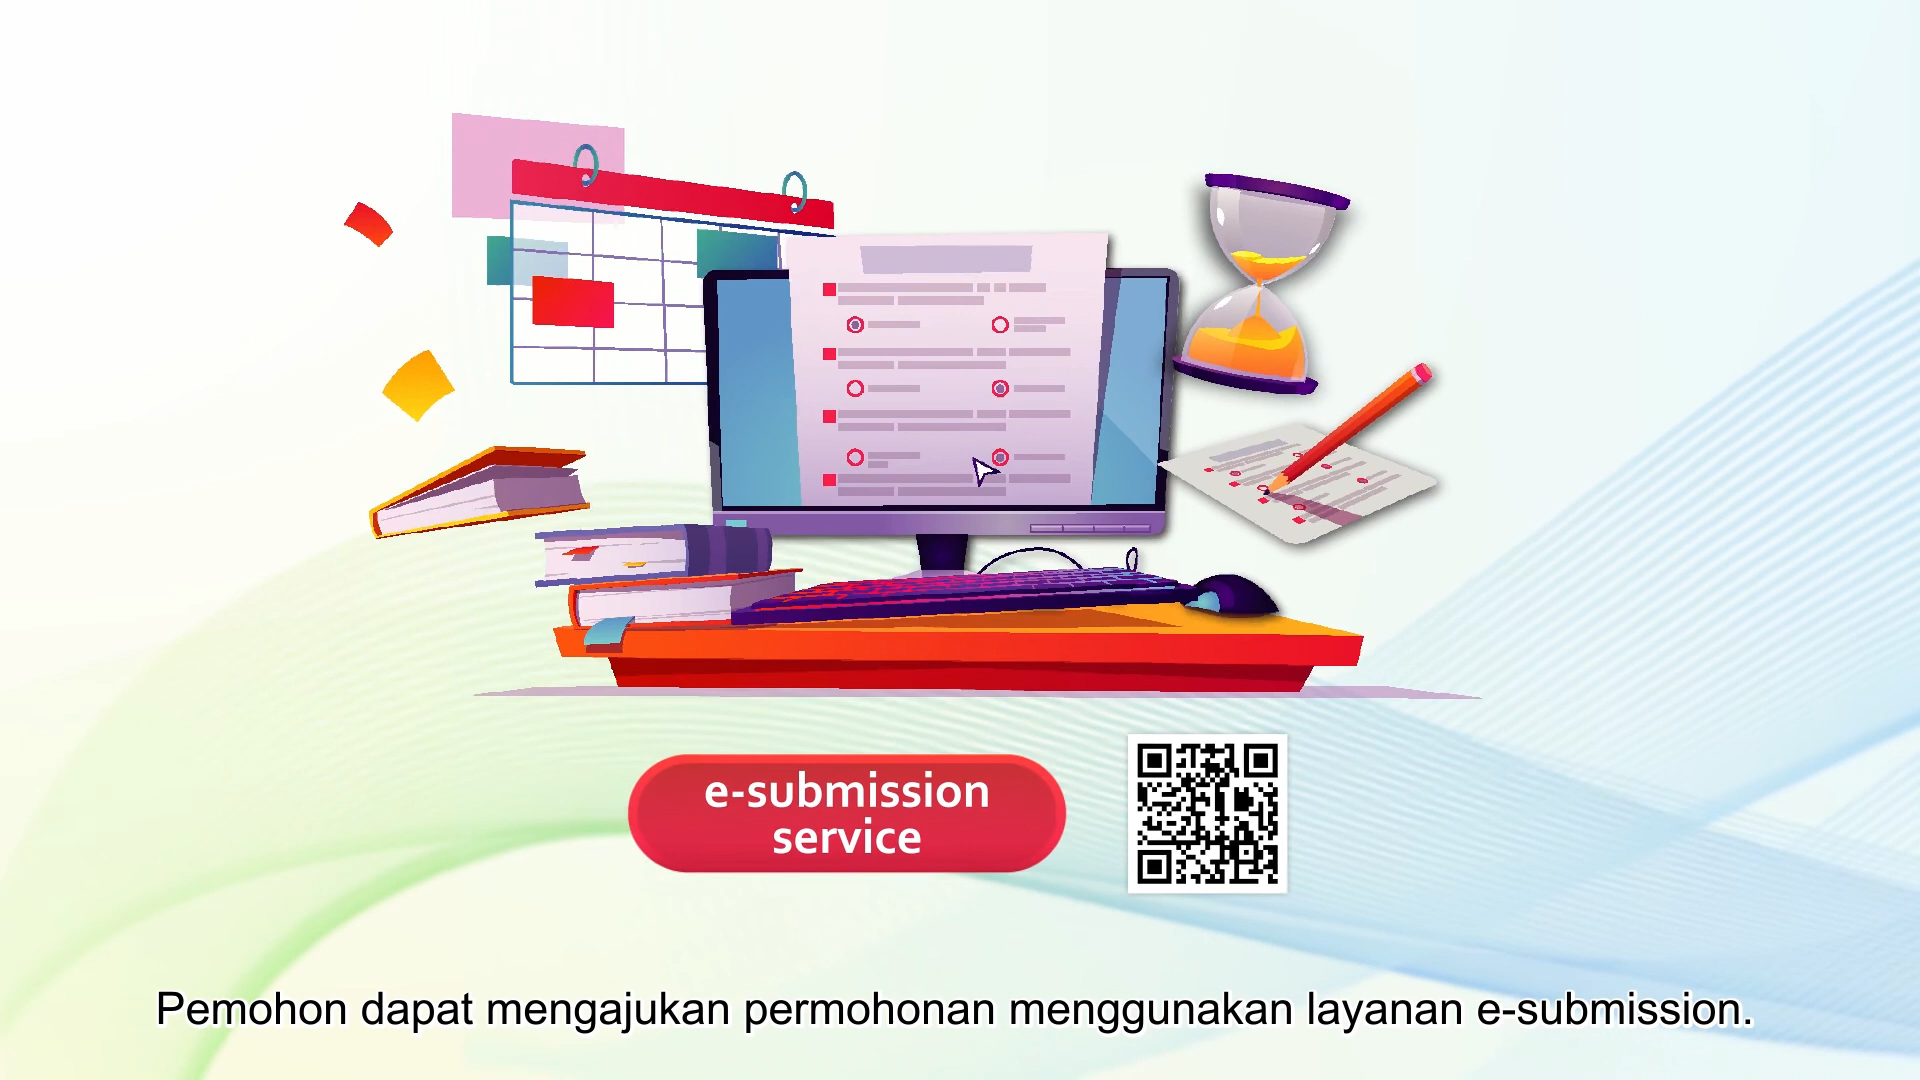 e-submission
service
Pemohon dapat mengajukan permohonan menggunakan layanan e-submission.